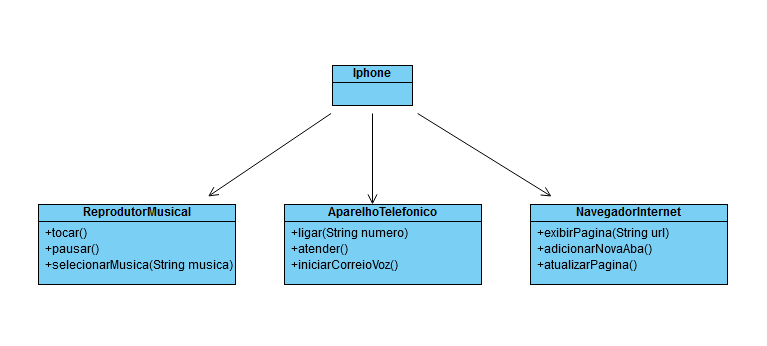 Iphone
ReprodutorMusical
+tocar()
+pausar()
+selecionarMusica(String musica)
AparelhoTelefonico
+ligar(String numero)
+atender()
+iniciarCorreioVoz()
NavegadorInternet
+exibirPagina(String url)
+adicionarNovaAba()
+atualizarPagina()